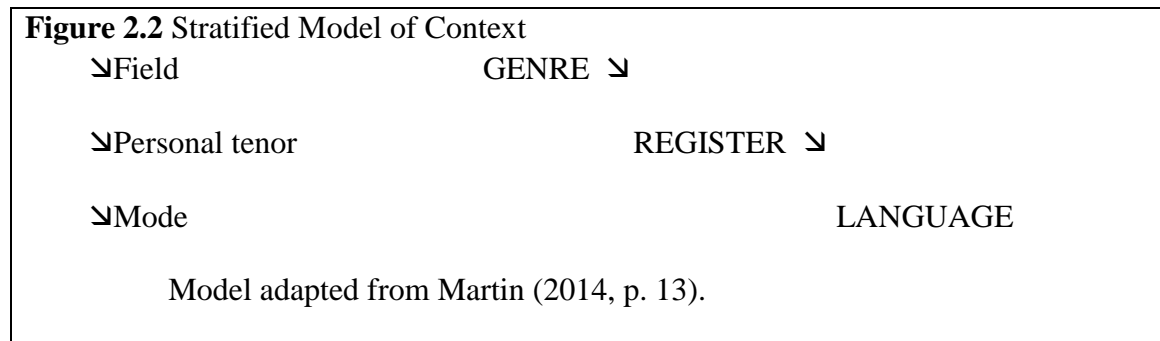 Figure 2.2 Stratified Model of Context
↘Field GENRE ↘
↘Personal tenor REGISTER ↘
↘Mode LANGUAGE
Model adapted from Martin (2014, p. 13).